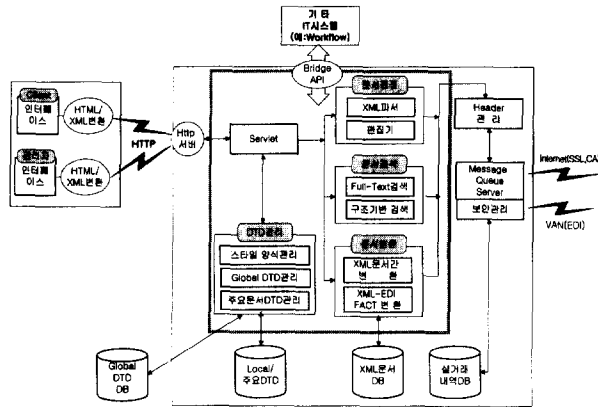 기 타
IT시스템
(예:Workflow)
Bridge
API
Client
인터페
이스
HTML/
XML변환
인터페
이스
HTML/
XML변환
HTTP
Http
서버
Servlet
XML파서
편집기
Full-Text검색
구조기반 검색
XML문서간
변 환
XML-EDI
FACT 변 환
DTD관리
스타일 양식관리
Global DTD관리
주요문서DTD관리
Header
관 리
Message
Queue
Server
보안관리
Internet(SSL,CA
VAN(EDI)
Global
DTD
DB
Local/
주요DTD
XML문서
DB
실거래
내역DB